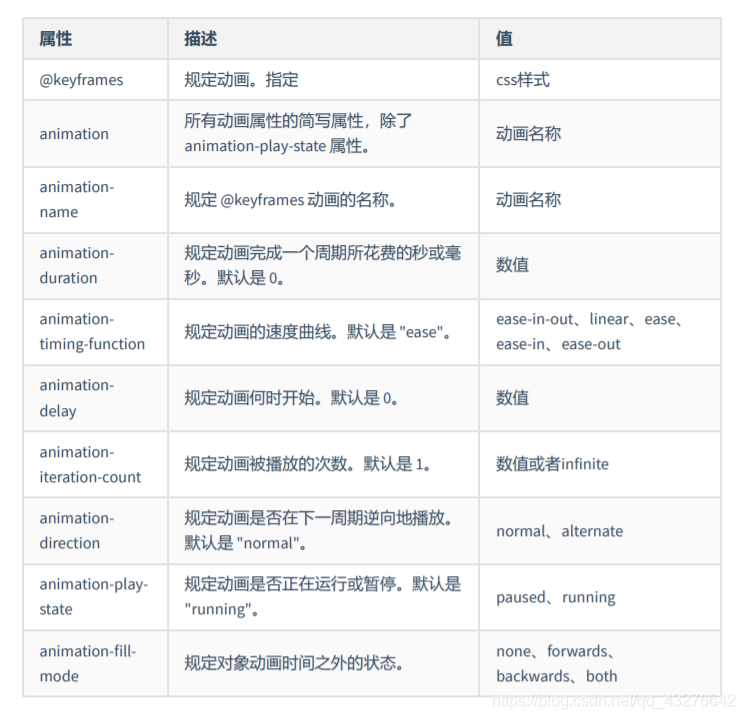 属性 描述 值
@keyframes 规定动画。指定 css样式
animation 所有动画属性的简写属性，除了
animation-play-state 属性。 动画名称
animation-
name 规定 @keyframes 动画的名称。 动画名称
animation-
duration 规定动画完成一个周期所花费的秒或毫
秒。默认是 0。 数值
animation-
timing-function 规定动画的速度曲线。默认是 "ease"。 ease-in-out、linear、ease、
ease-in、ease-out
animation-
delay 规定动画何时开始。默认是 0。 数值
animation-
iteration-count 规定动画被播放的次数。默认是 1。 数值或者infinite
animation-
direction 规定动画是否在下一周期逆向地播放。
默认是 "normal"。 normal、alternate
animation-play-
state 规定动画是否正在运行或暂停。默认是
"running"。 paused、running
animation-fill-
mode 规定对象动画时间之外的状态。 none、forwards、
backwards、both
https://blog.csdn.net/qq_43276642